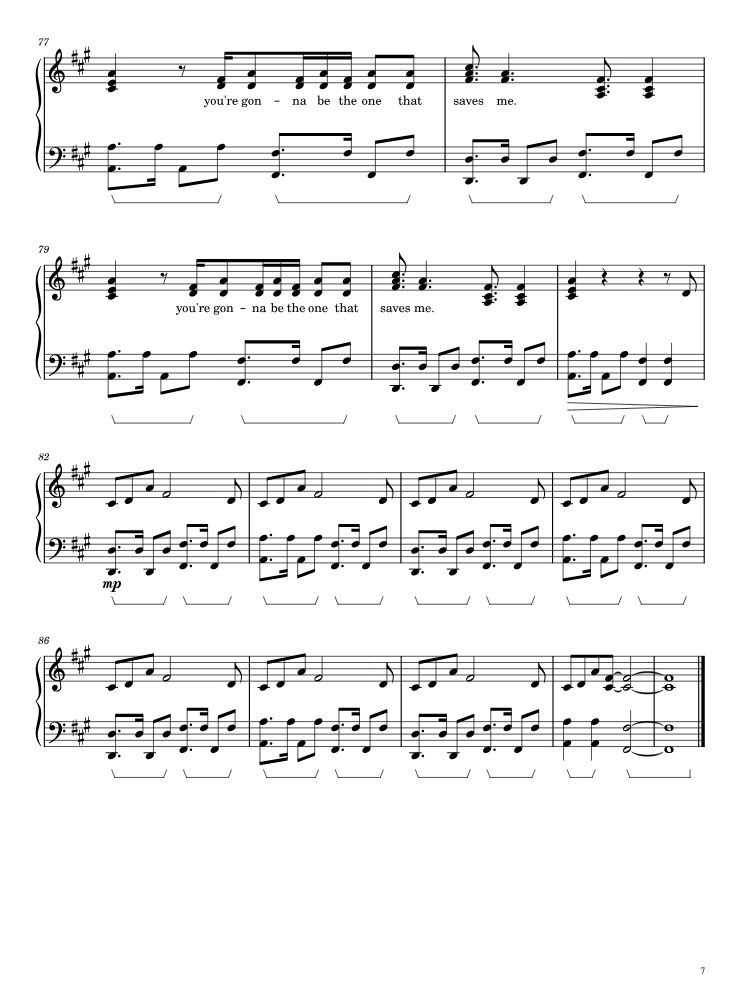 77
you're gon - na be the one that saves me.
79
you're gon - na be the one that saves me.
82
mp
86
7